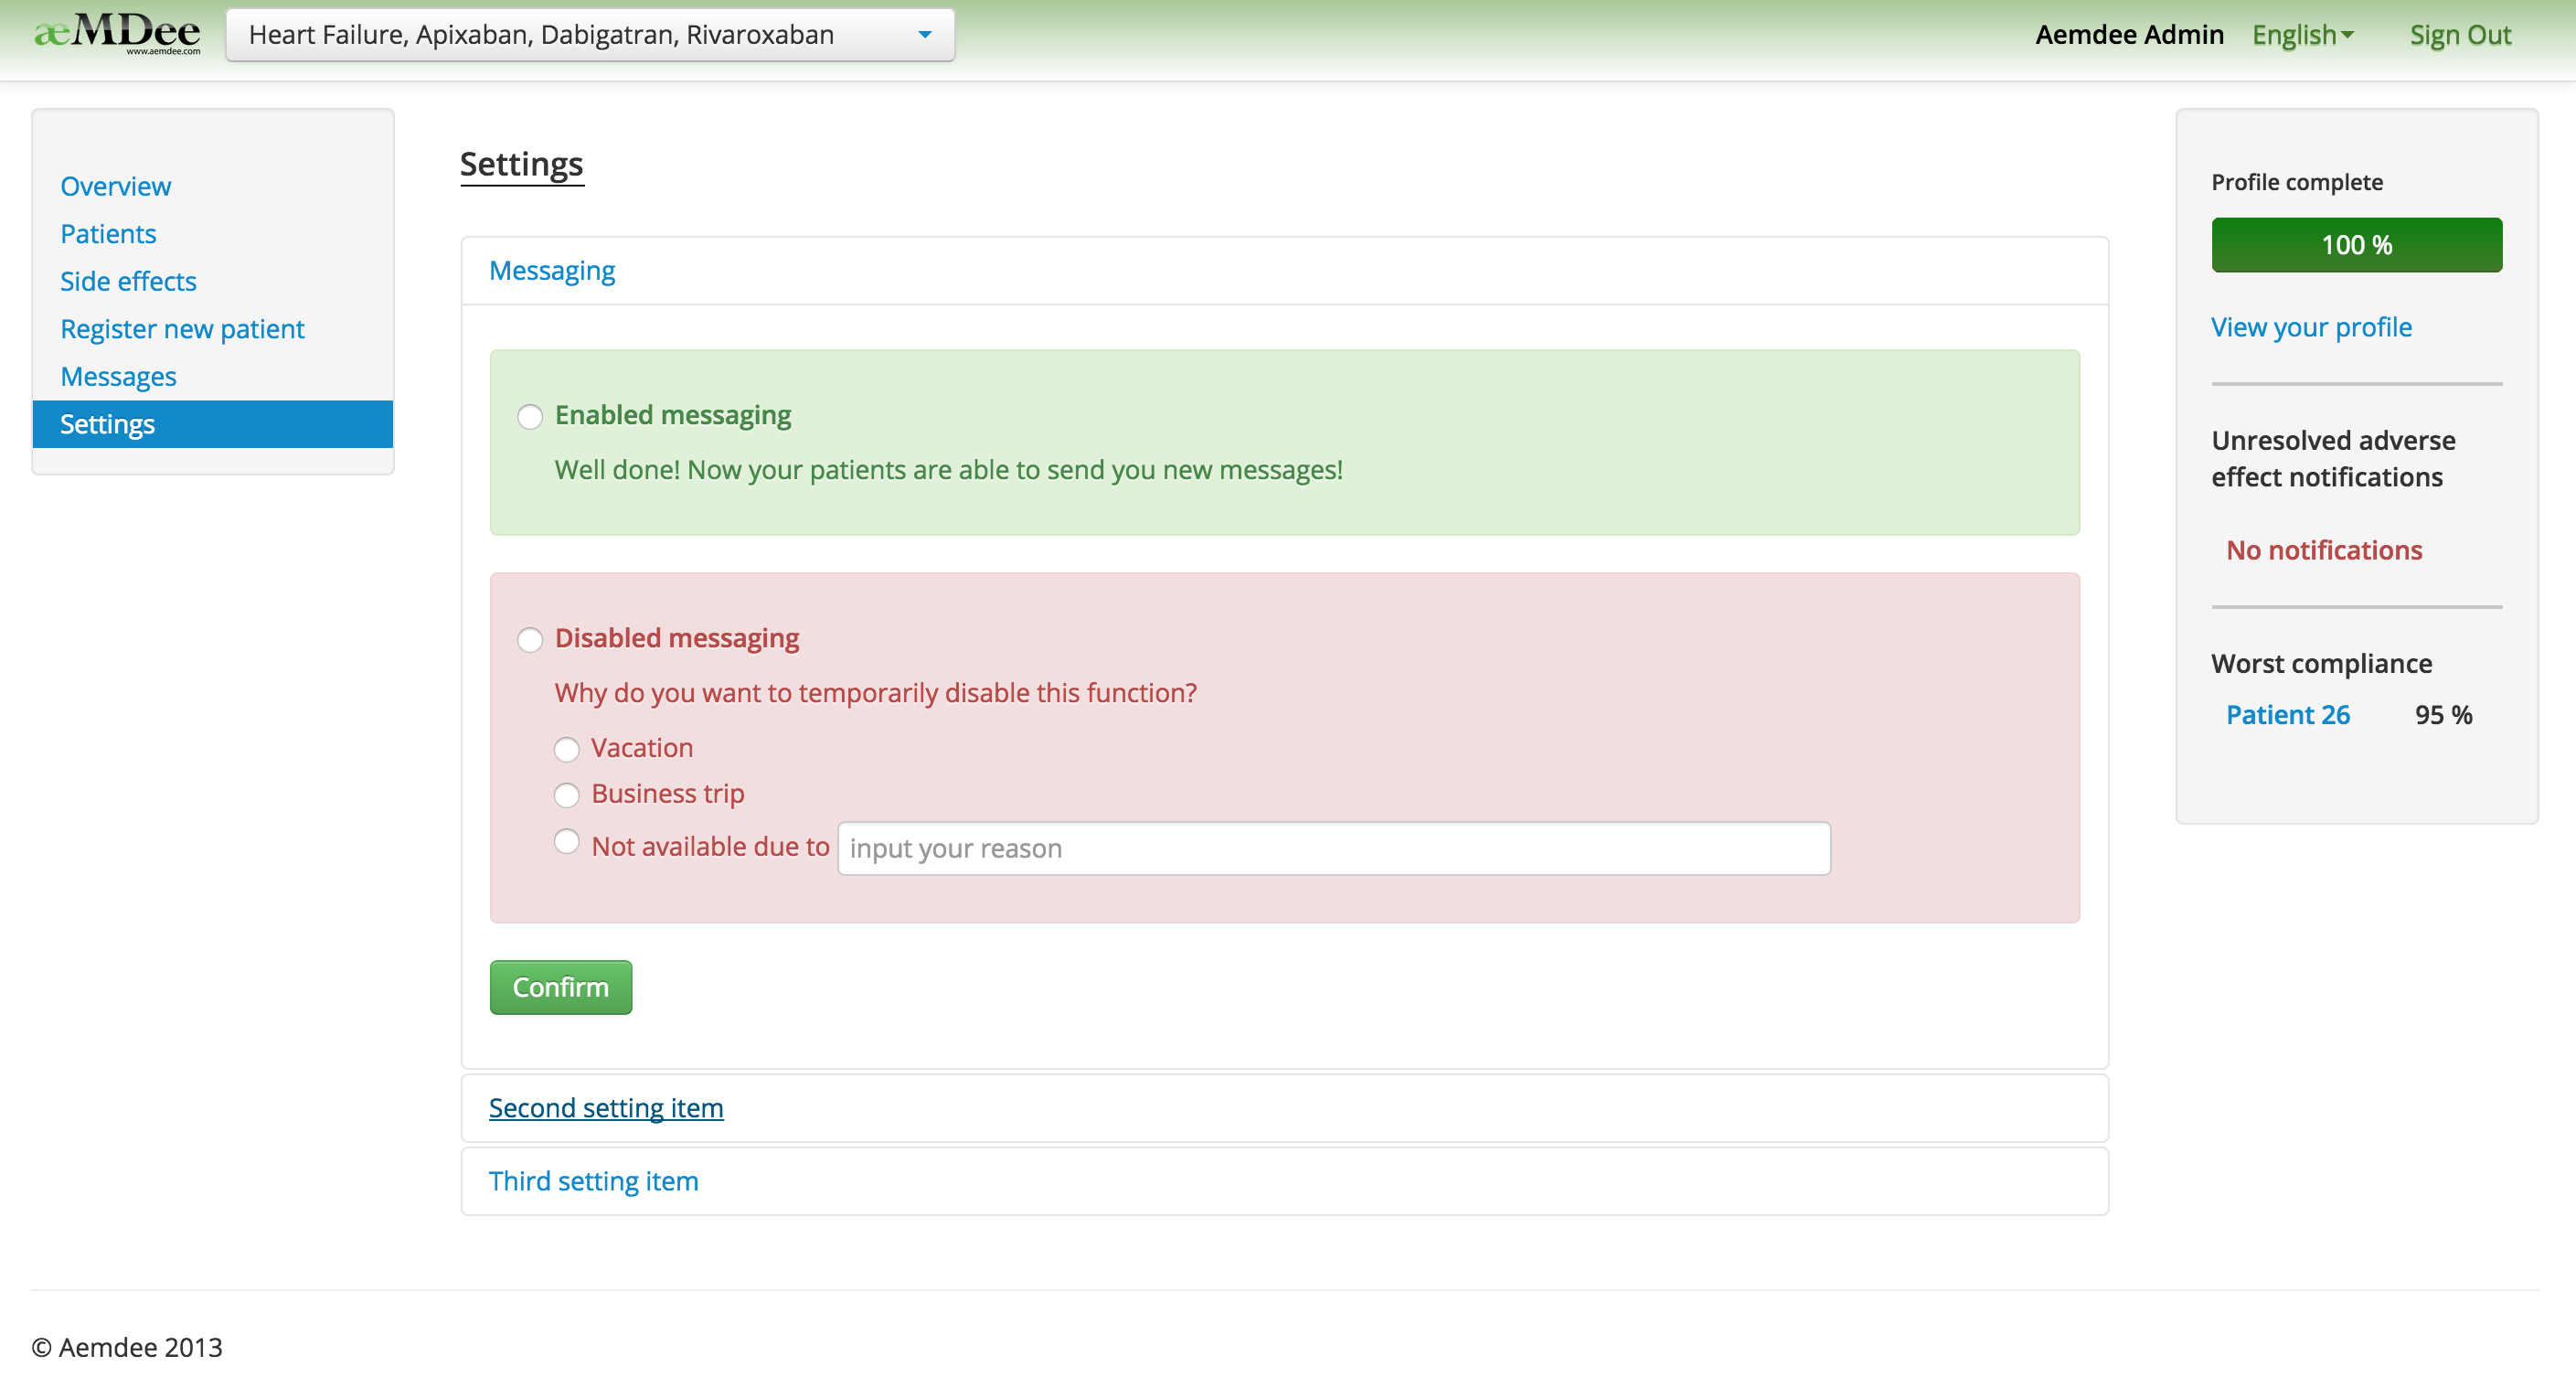 æMDee
www.aemdee.com
Heart Failure, Apixaban, Dabigatran, Rivaroxaban
Aemdee Admin
English
Sign Out
Overview
Patients
Side effects
Register new patient
Messages
Settings
Settings
Messaging
Enabled messaging
Well done! Now your patients are able to send you new messages!
Disabled messaging
Why do you want to temporarily disable this function?
Vacation
Business trip
Not available due to input your reason
Confirm
Second setting item
Third setting item
Profile complete
100 %
View your profile
Unresolved adverse
effect notifications
No notifications
Worst compliance
Patient 26 95 %
© Aemdee 2013